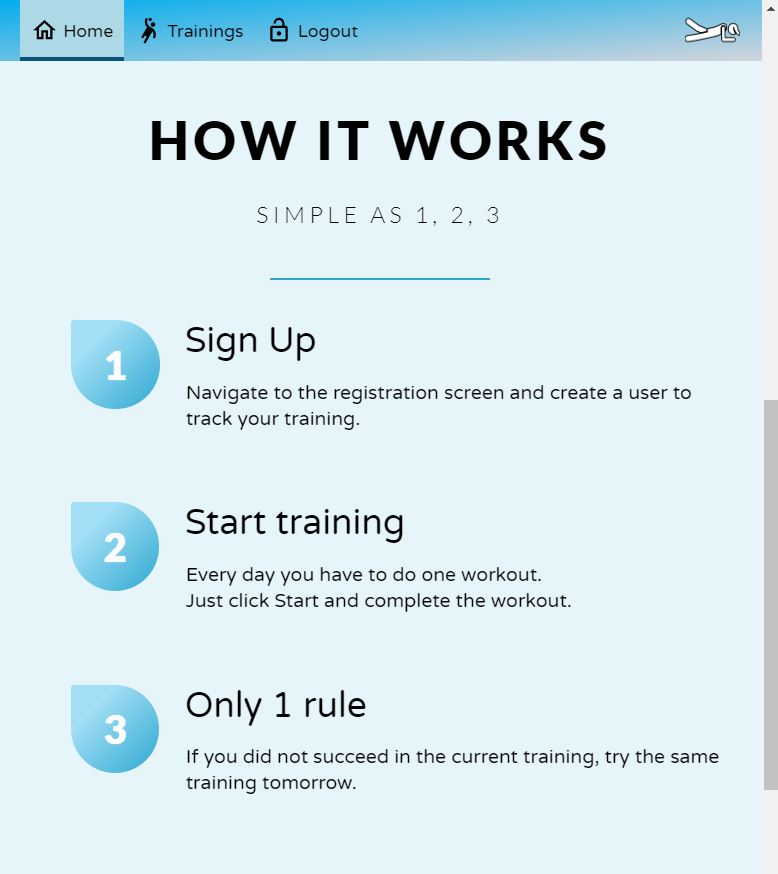 Home Trainings Logout
HOW IT WORKS
SIMPLE AS 1, 2, 3
1
Sign Up
Navigate to the registration screen and create a user to
track your training.
2
Start training
Every day you have to do one workout.
Just click Start and complete the workout.
3
Only 1 rule
If you did not succeed in the current training, try the same
training tomorrow.